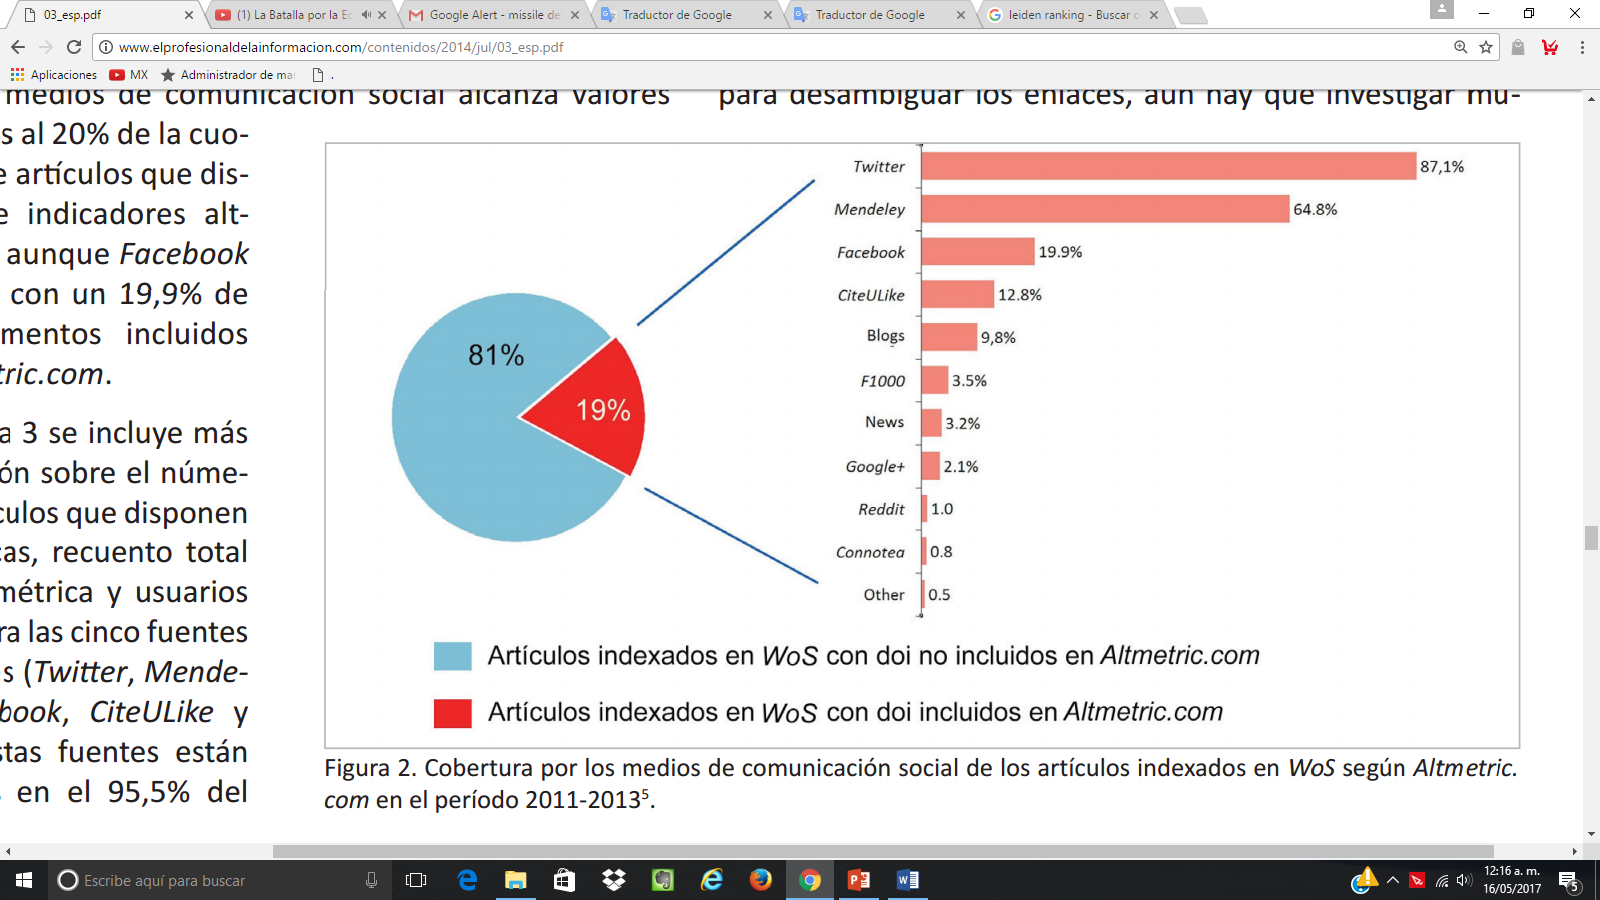 03_esp.pdf
(1) La Batalla por la Ec
Google Alert - missile de
Traductor de Google
Traductor de Google
leiden ranking - Buscar c
www.elprofesionaldelainformacion.com/contenidos/2014/jul/03_esp.pdf
Aplicaciones
MX
Administrador de mar
.
medios de comunicación social alcanza valores
s al 20% de la cuo-
e artículos que dis-
e indicadores alt-
aunque Facebook
con un 19,9% de
mentos incluidos
tric.com.
a 3 se incluye más
ón sobre el núme-
culos que disponen
cas, recuento total
métrica y usuarios
ra las cinco fuentes
s (Twitter, Mende-
book, CiteULike y
stas fuentes están
s en el 95,5% del
para desambiguar los enlaces, aún hay que investigar mu-
81%
19%
Twitter 87,1%
Mendeley 64.8%
Facebook 19.9%
CiteULike 12.8%
Blogs 9,8%
F1000 3.5%
News 3.2%
Google+ 2.1%
Reddit 1.0
Connotea 0.8
Other 0.5
Artículos indexados en WoS con doi no incluidos en Altmetric.com
Artículos indexados en WoS con doi incluidos en Altmetric.com
Figura 2. Cobertura por los medios de comunicación social de los artículos indexados en WoS según Altmetric.
com en el período 2011-2013⁵.
Escribe aquí para buscar
12:16 a. m.
16/05/2017
5